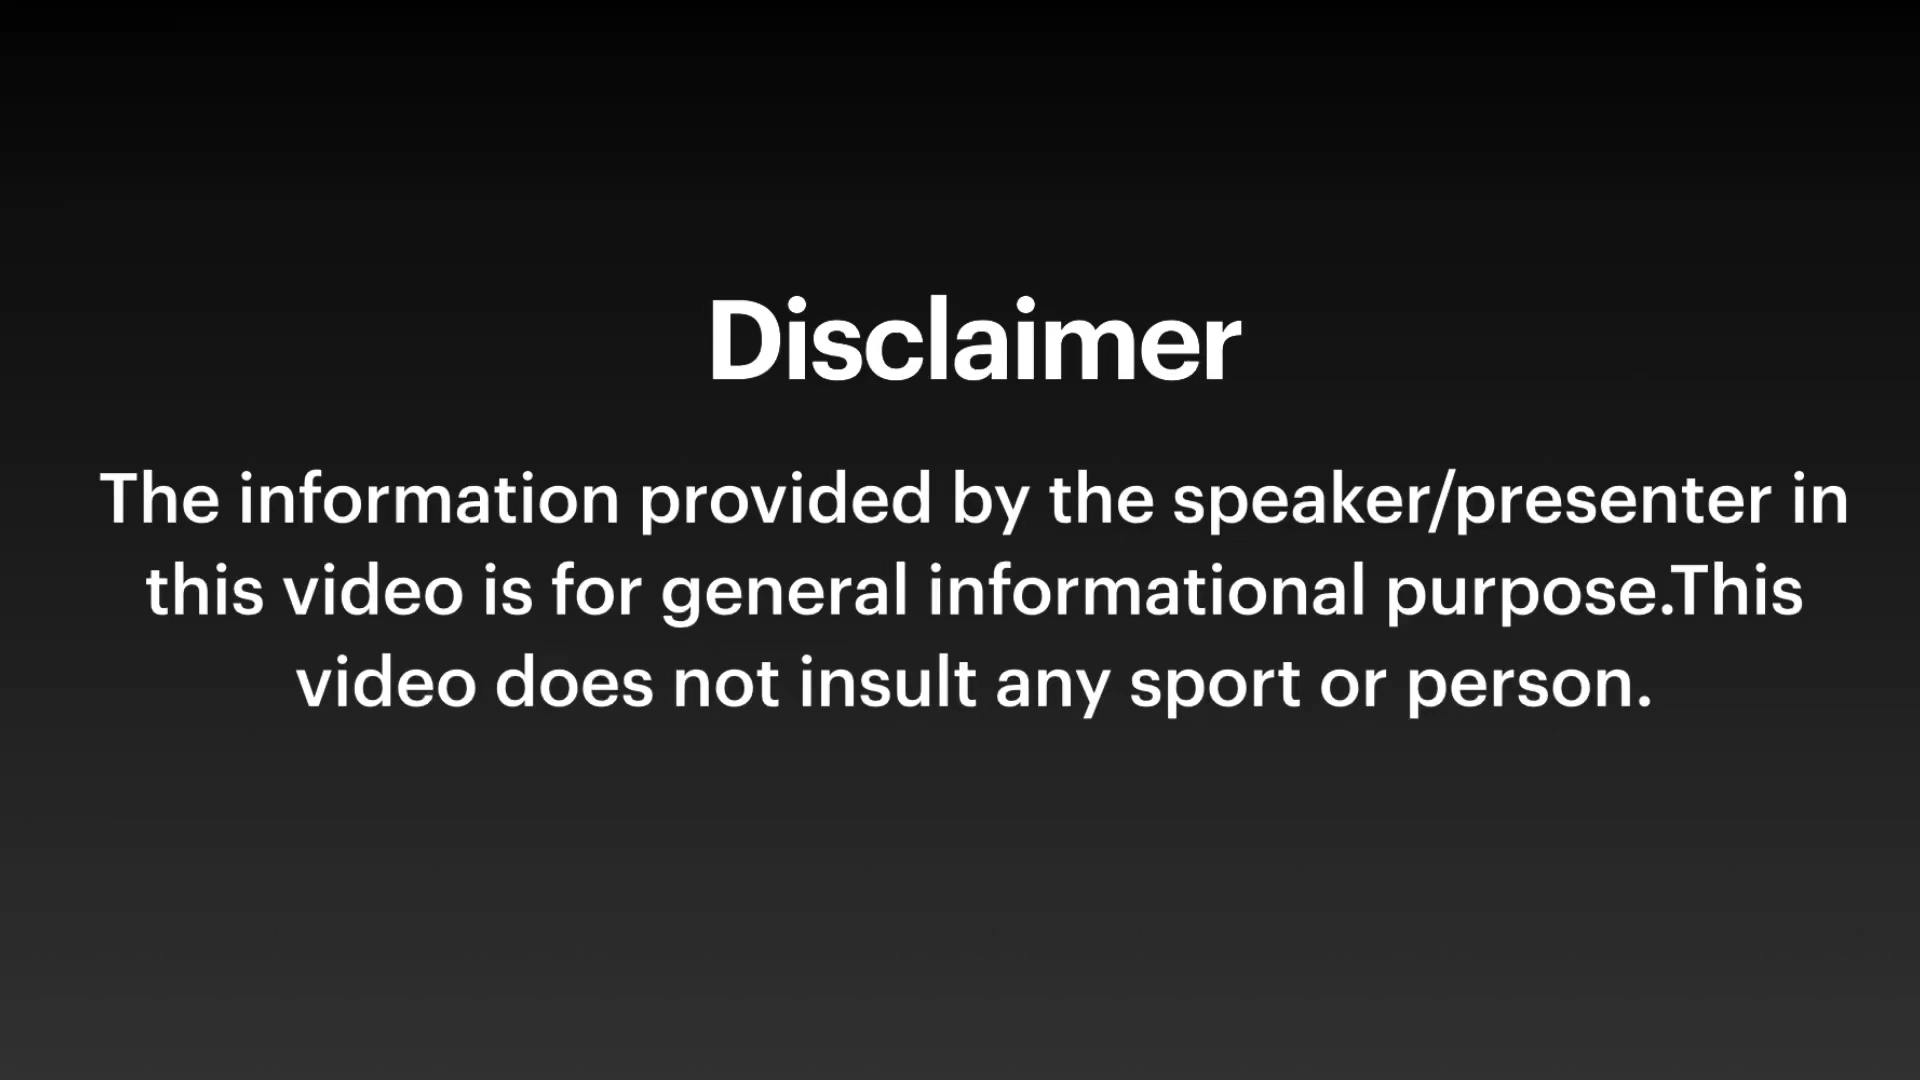 Disclaimer
The information provided by the speaker/presenter in
this video is for general informational purpose.This
video does not insult any sport or person.